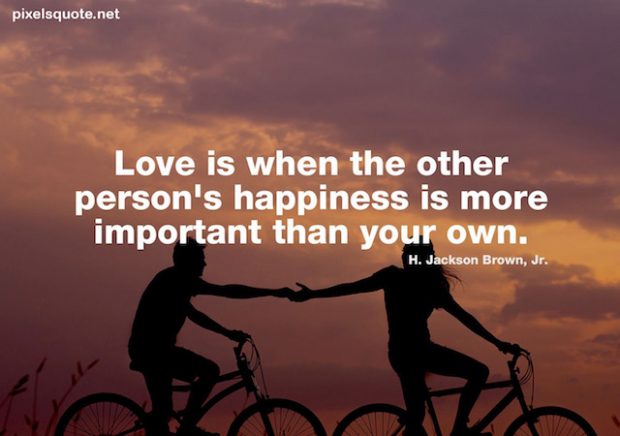 pixelsquote.net
Love is when the other
person's happiness is more
important than your own.
H. Jackson Brown, Jr.